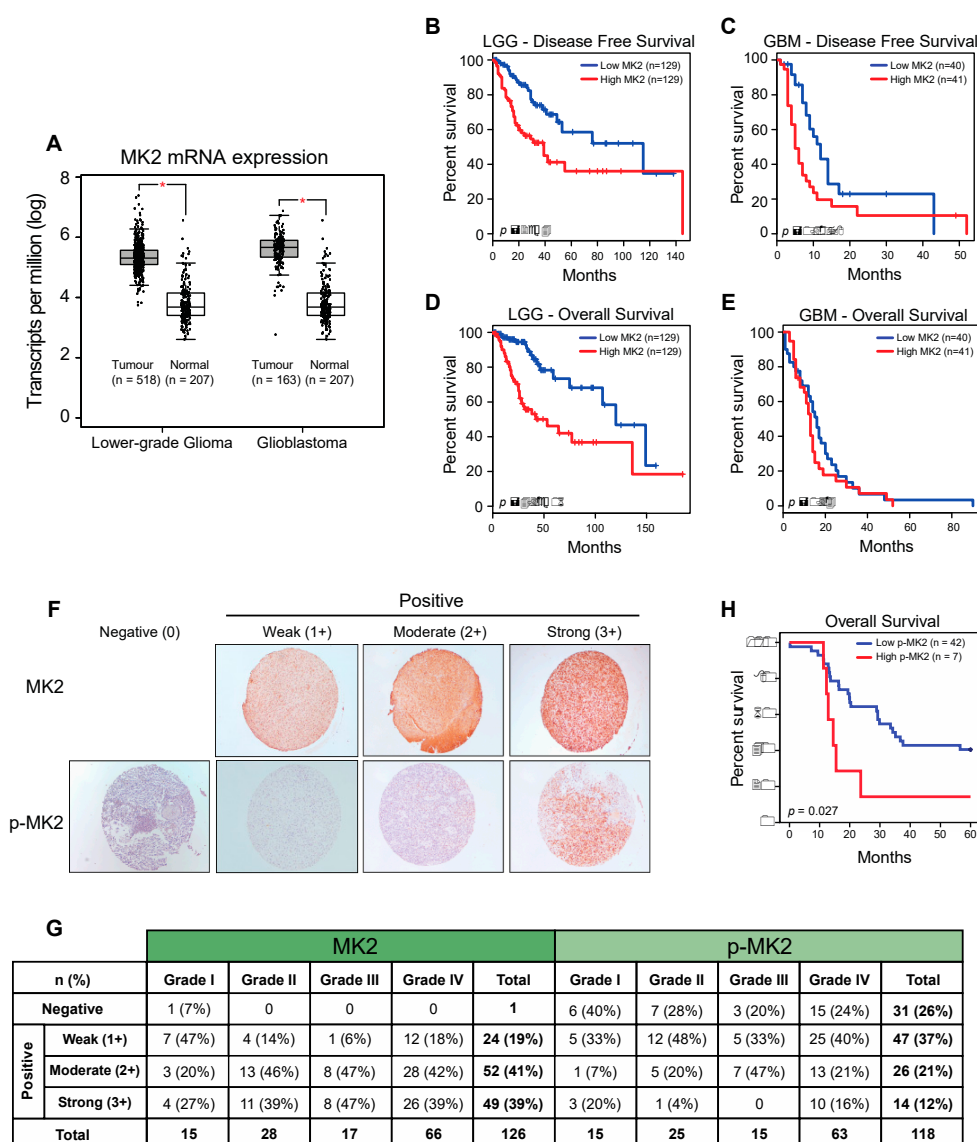 A
MK2 mRNA expression
Transcripts per million (log)
8
6
4
2
0
*
*
Tumour
(n = 518)
Normal
(n = 207)
Tumour
(n = 163)
Normal
(n = 207)
Lower-grade Glioma
Glioblastoma
B
LGG - Disease Free Survival
Low MK2 (n=129)
High MK2 (n=129)
Percent survival
100
80
60
40
20
0
p
0 20 40 60 80 100 120 140
Months
C
GBM - Disease Free Survival
Low MK2 (n=40)
High MK2 (n=41)
Percent survival
100
80
60
40
20
0
p
0 10 20 30 40 50
Months
D
LGG - Overall Survival
Low MK2 (n=129)
High MK2 (n=129)
Percent survival
100
80
60
40
20
0
p
0 50 100 150
Months
E
GBM - Overall Survival
Low MK2 (n=40)
High MK2 (n=41)
Percent survival
100
80
60
40
20
0
p
0 20 40 60 80
Months
F
Positive
Negative (0)
Weak (1+)
Moderate (2+)
Strong (3+)
MK2
p-MK2
H
Overall Survival
Low p-MK2 (n = 42)
High p-MK2 (n = 7)
Percent survival
p = 0.027
0 10 20 30 40 50 60
Months
G
MK2 p-MK2
n (%) Grade I Grade II Grade III Grade IV Total Grade I Grade II Grade III Grade IV Total
Negative 1 (7%) 0 0 0 1 6 (40%) 7 (28%) 3 (20%) 15 (24%) 31 (26%)
Positive
Weak (1+) 7 (47%) 4 (14%) 1 (6%) 12 (18%) 24 (19%) 5 (33%) 12 (48%) 5 (33%) 25 (40%) 47 (37%)
Moderate (2+) 3 (20%) 13 (46%) 8 (47%) 28 (42%) 52 (41%) 1 (7%) 5 (20%) 7 (47%) 13 (21%) 26 (21%)
Strong (3+) 4 (27%) 11 (39%) 8 (47%) 26 (39%) 49 (39%) 3 (20%) 1 (4%) 0 10 (16%) 14 (12%)
Total 15 28 17 66 126 15 25 15 63 118